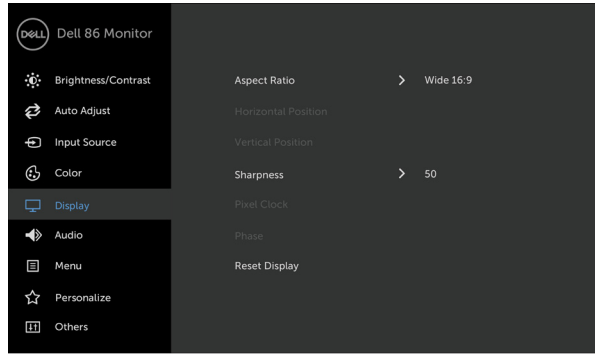 DELL Dell 86 Monitor
Brightness/Contrast
Auto Adjust
Input Source
Color
Display
Audio
Menu
Personalize
Others
Aspect Ratio > Wide 16:9
Horizontal Position
Vertical Position
Sharpness > 50
Pixel Clock
Phase
Reset Display